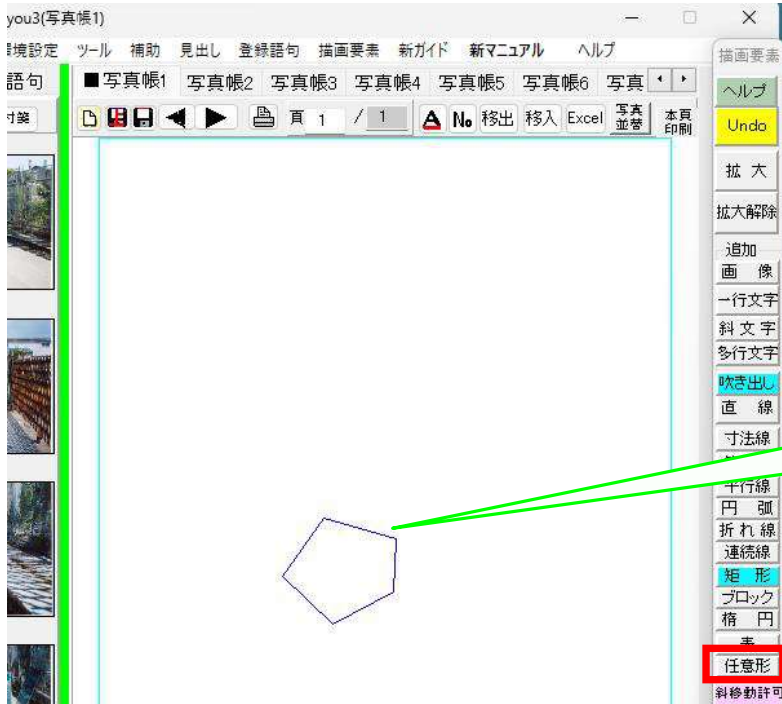 you3(写真帳1)
環境設定 ツール 補助 見出し 登録語句 描画要素 新ガイド 新マニュアル ヘルプ
語句 ■写真帳1 写真帳2 写真帳3 写真帳4 写真帳5 写真帳6 写真
付箋 頁 1 / 1 A No 移出 移入 Excel 写真並替 本頁印刷
描画要素
ヘルプ
Undo
拡 大
拡大解除
追加
画 像
一行文字
斜文字
多行文字
吹き出し
直 線
寸法線
平行線
円 弧
折れ線
連続線
矩 形
ブロック
楕 円
表
任意形
斜移動許可